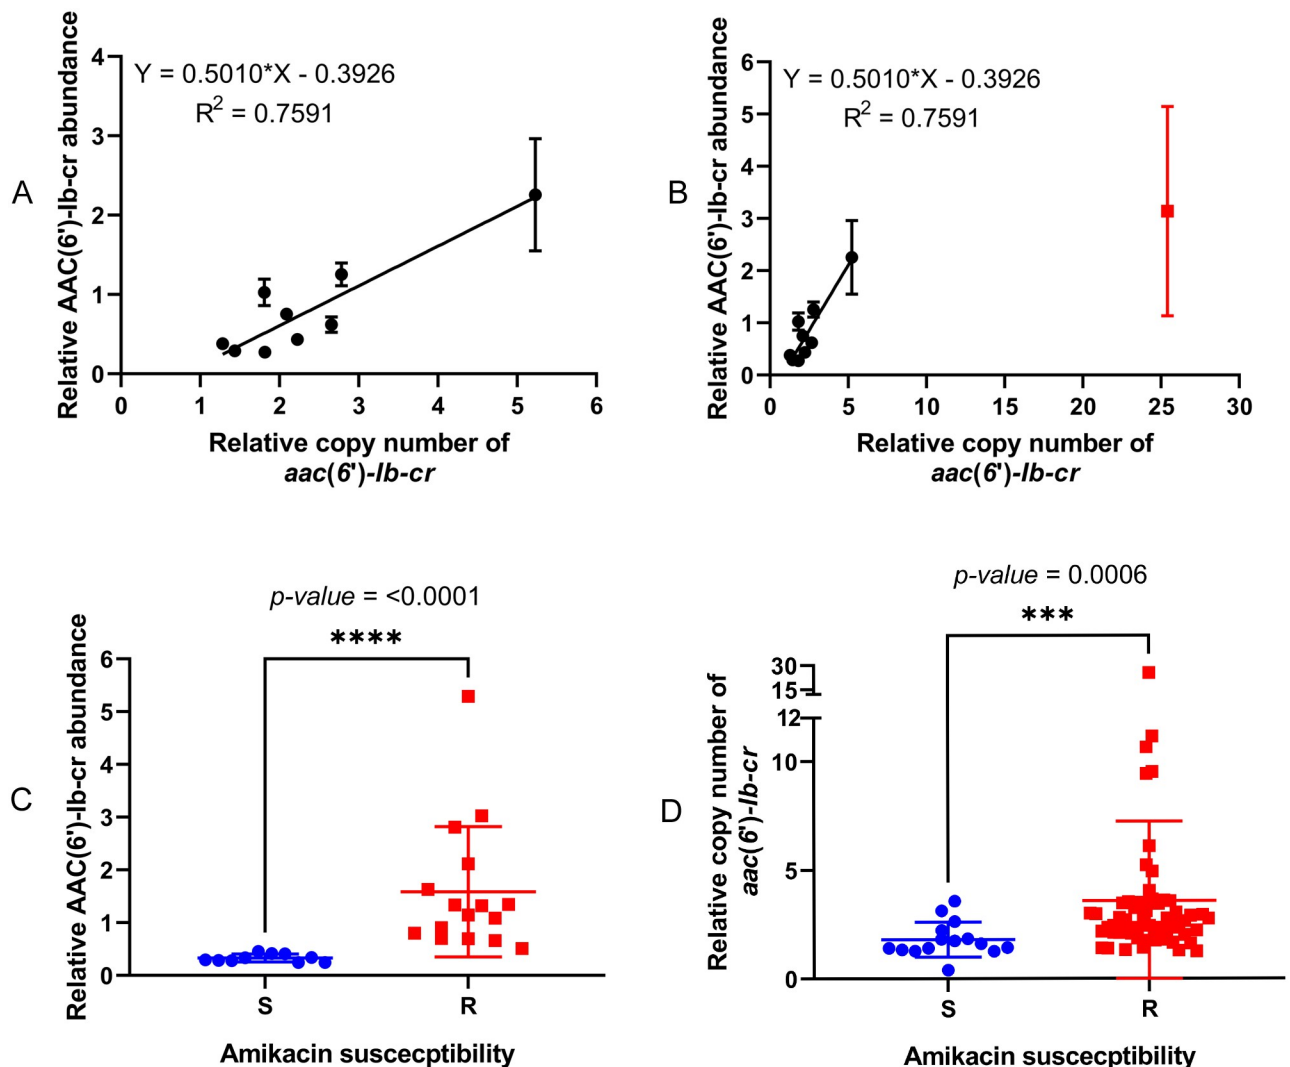 A
Relative AAC(6')-Ib-cr abundance
Y = 0.5010*X - 0.3926
R² = 0.7591
4
3
2
1
0
0 1 2 3 4 5 6
Relative copy number of
aac(6')-Ib-cr
B
Relative AAC(6')-Ib-cr abundance
Y = 0.5010*X - 0.3926
R² = 0.7591
6
5
4
3
2
1
0
0 5 10 15 20 25 30
Relative copy number of
aac(6')-Ib-cr
C
Relative AAC(6')-Ib-cr abundance
p-value = <0.0001
****
6
5
4
3
2
1
0
S R
Amikacin suscecptibility
D
Relative copy number of
aac(6')-Ib-cr
p-value = 0.0006
***
30
15
12
10
5
0
S R
Amikacin suscecptibility